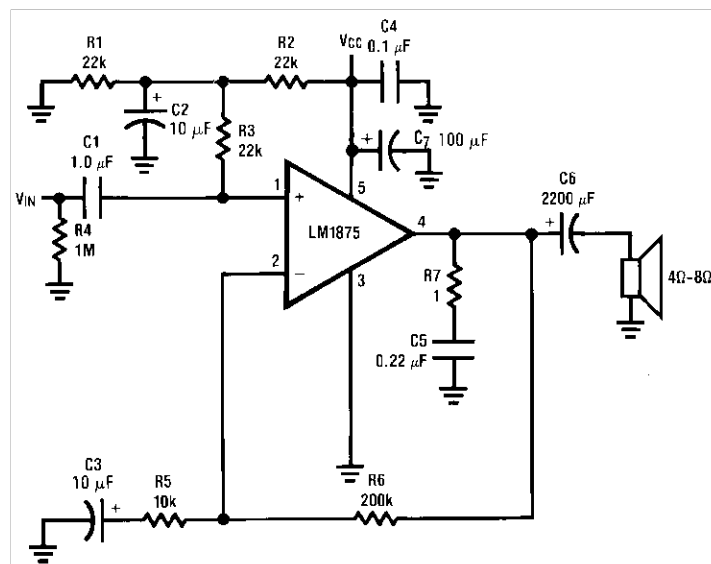 R1
22k
R2
22k
VCC
C4
0.1 μF
+
C2
10 μF
R3
22k
+
C7 100 μF
C1
1.0 μF
VIN
R4
1M
1
+
5
LM1875
4
2
−
3
C6
+ 2200 μF
4Ω-8Ω
R7
1
C5
0.22 μF
C3
10 μF
+
R5
10k
R6
200k